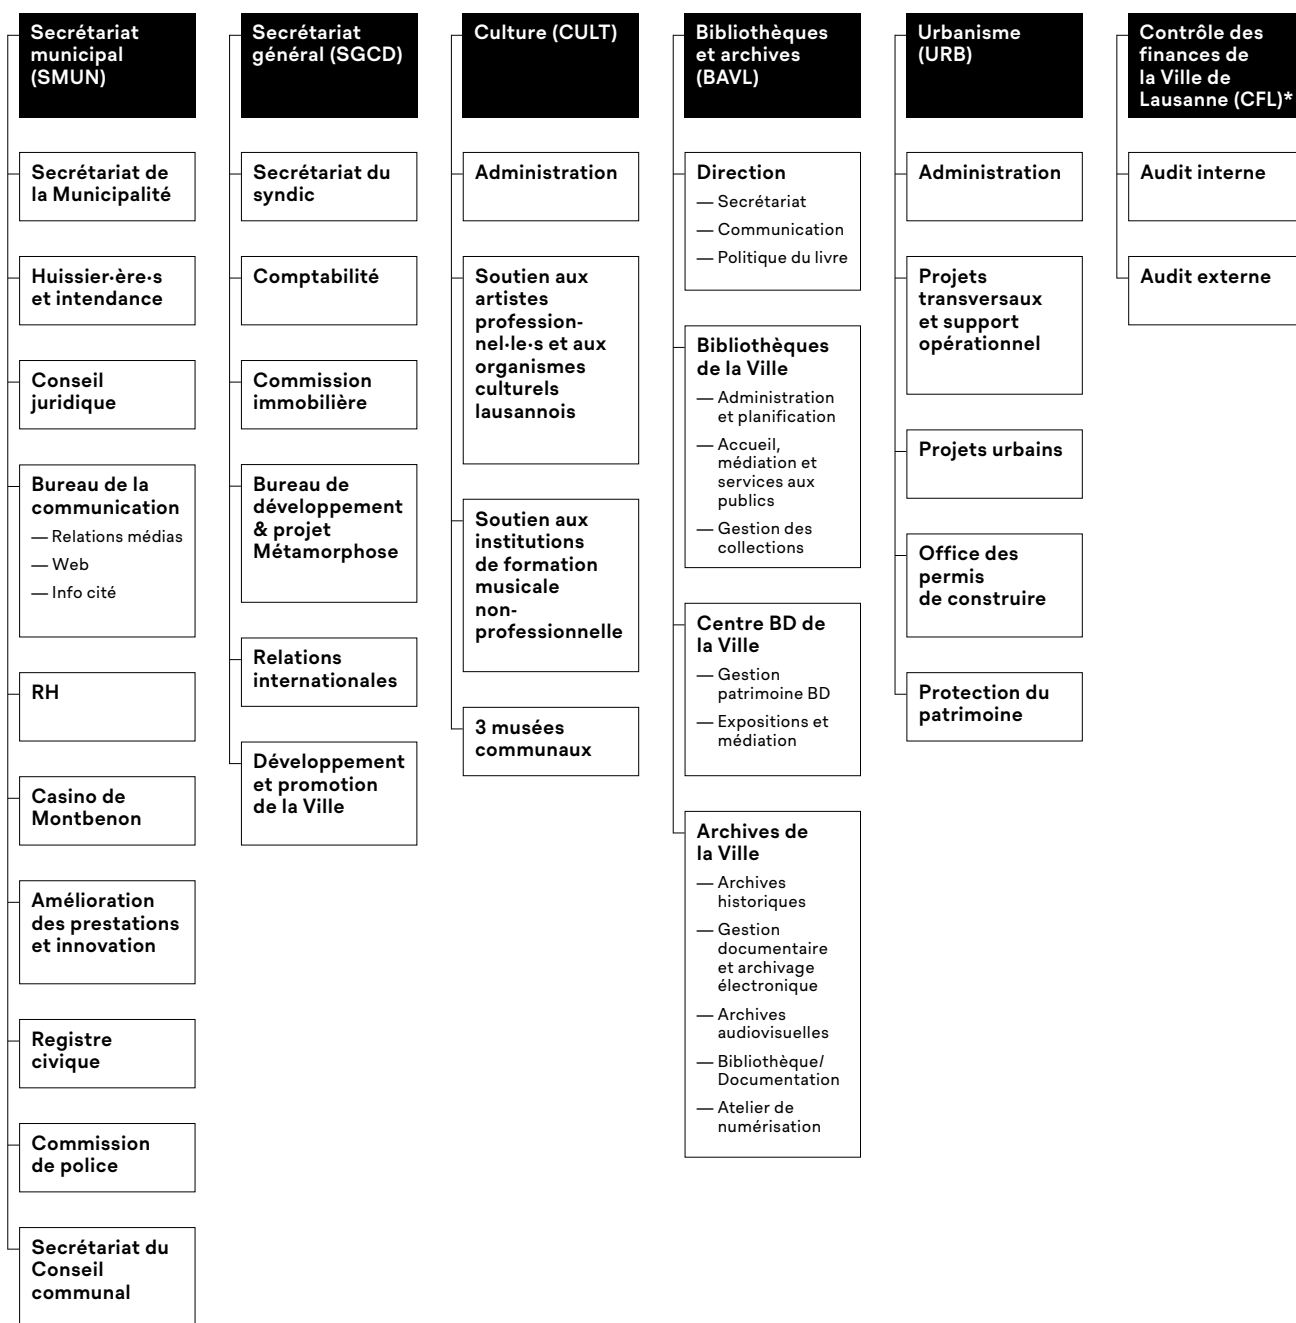 Secrétariat
municipal
(SMUN)
Secrétariat de
la Municipalité
Huissier·ère·s
et intendance
Conseil
juridique
Bureau de la
communication
— Relations médias
— Web
— Info cité
RH
Casino de
Montbenon
Amélioration
des prestations
et innovation
Registre
civique
Commission
de police
Secrétariat du
Conseil
communal
Secrétariat
général (SGCD)
Secrétariat du
syndic
Comptabilité
Commission
immobilière
Bureau de
développement
& projet
Métamorphose
Relations
internationales
Développement
et promotion
de la Ville
Culture (CULT)
Administration
Soutien aux
artistes
profession-
nel·le·s et aux
organismes
culturels
lausannois
Soutien aux
institutions
de formation
musicale
non-
professionnelle
3 musées
communaux
Bibliothèques
et archives
(BAVL)
Direction
— Secrétariat
— Communication
— Politique du livre
Bibliothèques
de la Ville
— Administration
et planification
— Accueil,
médiation et
services aux
publics
— Gestion des
collections
Centre BD de
la Ville
— Gestion
patrimoine BD
— Expositions et
médiation
Archives de
la Ville
— Archives
historiques
— Gestion
documentaire
et archivage
électronique
— Archives
audiovisuelles
— Bibliothèque/
Documentation
— Atelier de
numérisation
Urbanisme
(URB)
Administration
Projets
transversaux
et support
opérationnel
Projets urbains
Office des
permis
de construire
Protection du
patrimoine
Contrôle des
finances de
la Ville de
Lausanne (CFL)*
Audit interne
Audit externe